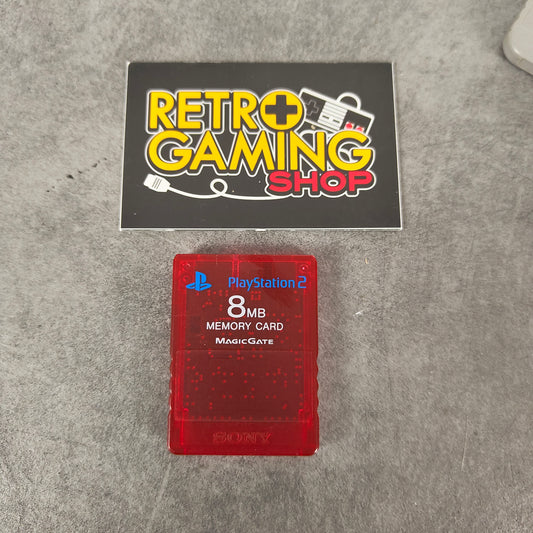 RETRO
GAMING
SHOP
PlayStation 2
8MB
MEMORY CARD
MAGICGATE
SONY